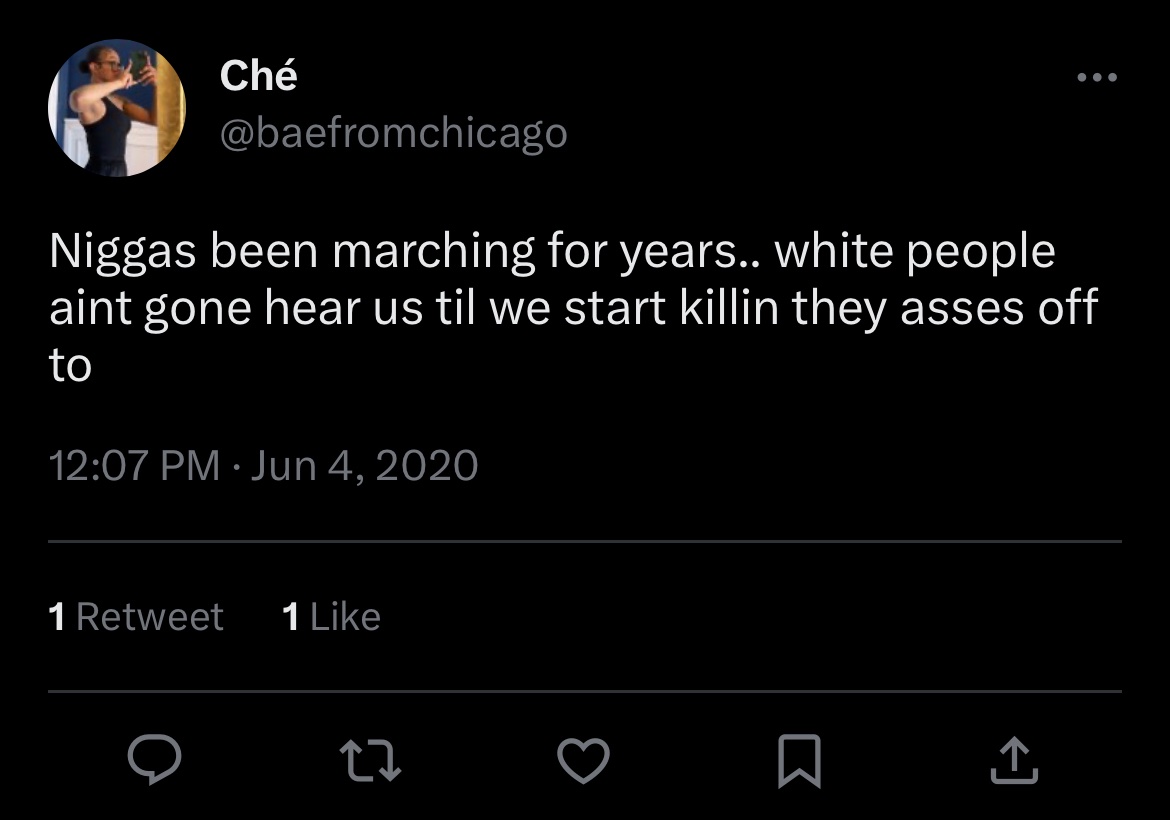 Ché
@baefromchicago
Niggas been marching for years.. white people
aint gone hear us til we start killin they asses off
to
12:07 PM · Jun 4, 2020
1 Retweet 1 Like